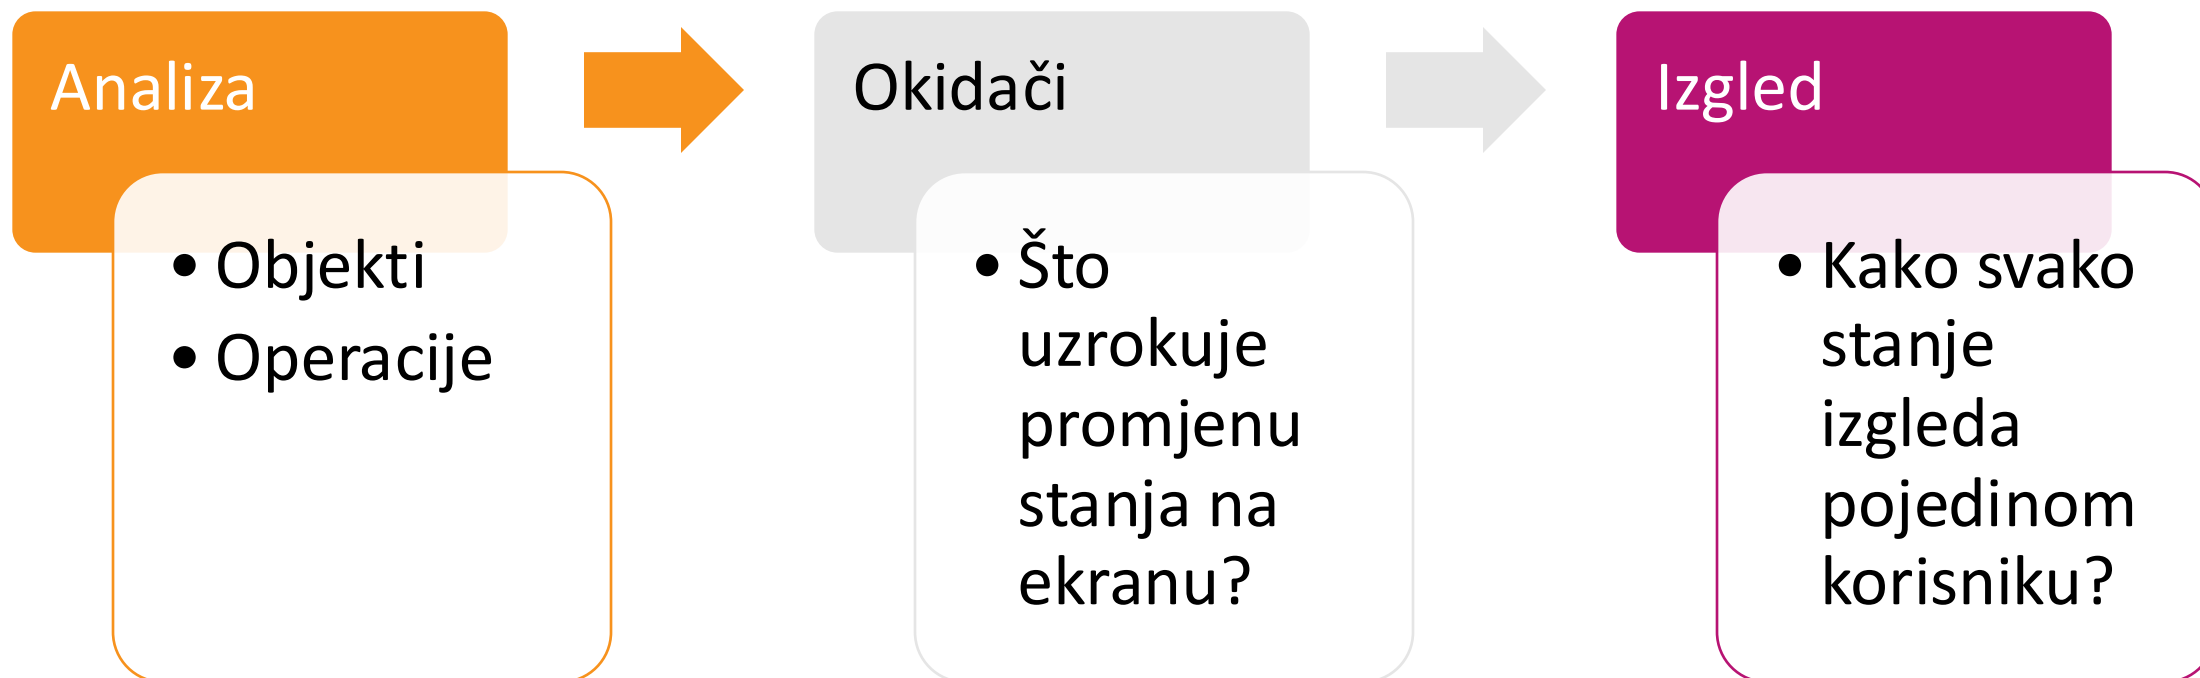 Analiza
• Objekti
• Operacije
Okidači
• Što
uzrokuje
promjenu
stanja na
ekranu?
Izgled
• Kako svako
stanje
izgleda
pojedinom
korisniku?